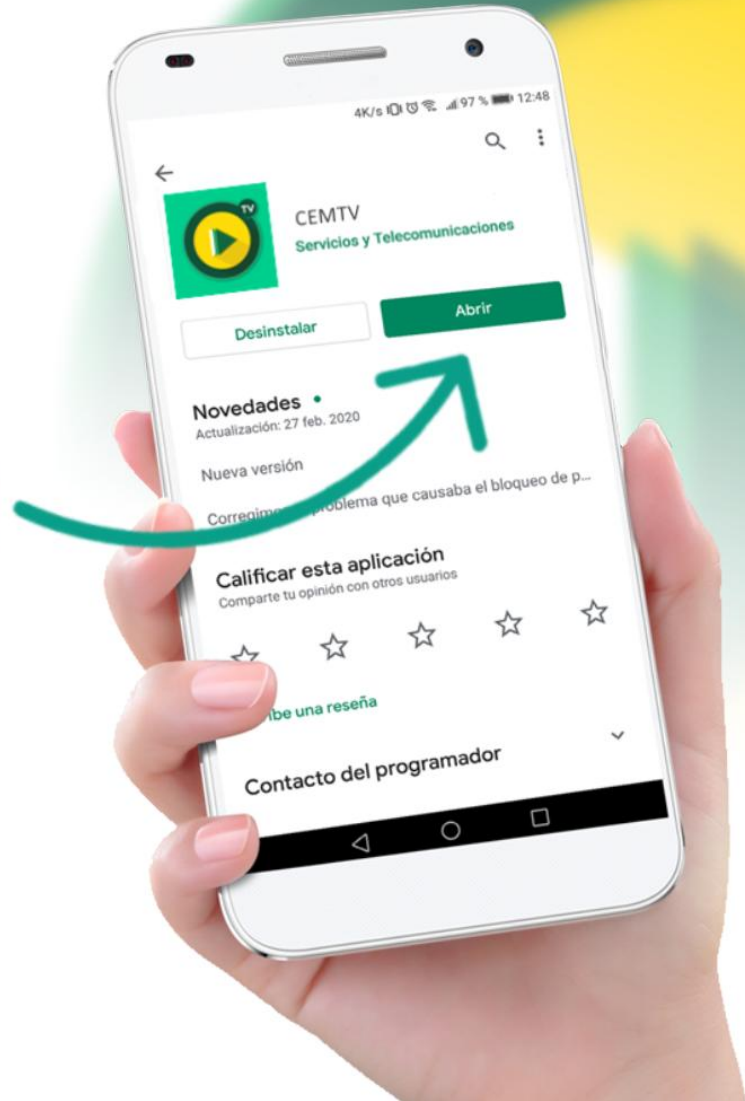 4K/s 97 % 12:48
TV
CEMTV
Servicios y Telecomunicaciones
Desinstalar
Abrir
Novedades •
Actualización: 27 feb. 2020
Nueva versión
problema que causaba el bloqueo de p...
Calificar esta aplicación
Comparte tu opinión con otros usuarios
be una reseña
Contacto del programador